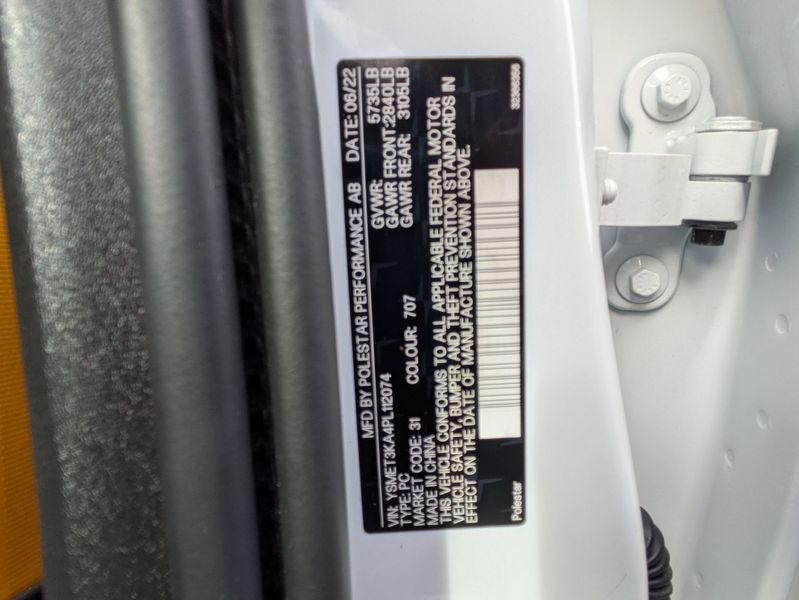 MFD BY POLESTAR PERFORMANCE AB DATE: 06/22
GVWR: 5735LB
GAWR FRONT:2840LB
GAWR REAR: 3105LB
VIN: YSMET3KA4PL112074
TYPE: PC
MARKET CODE: 31 COLOUR: 707
MADE IN CHINA
THIS VEHICLE CONFORMS TO ALL APPLICABLE FEDERAL MOTOR
VEHICLE SAFETY, BUMPER AND THEFT PREVENTION STANDARDS IN
EFFECT ON THE DATE OF MANUFACTURE SHOWN ABOVE.
Polestar